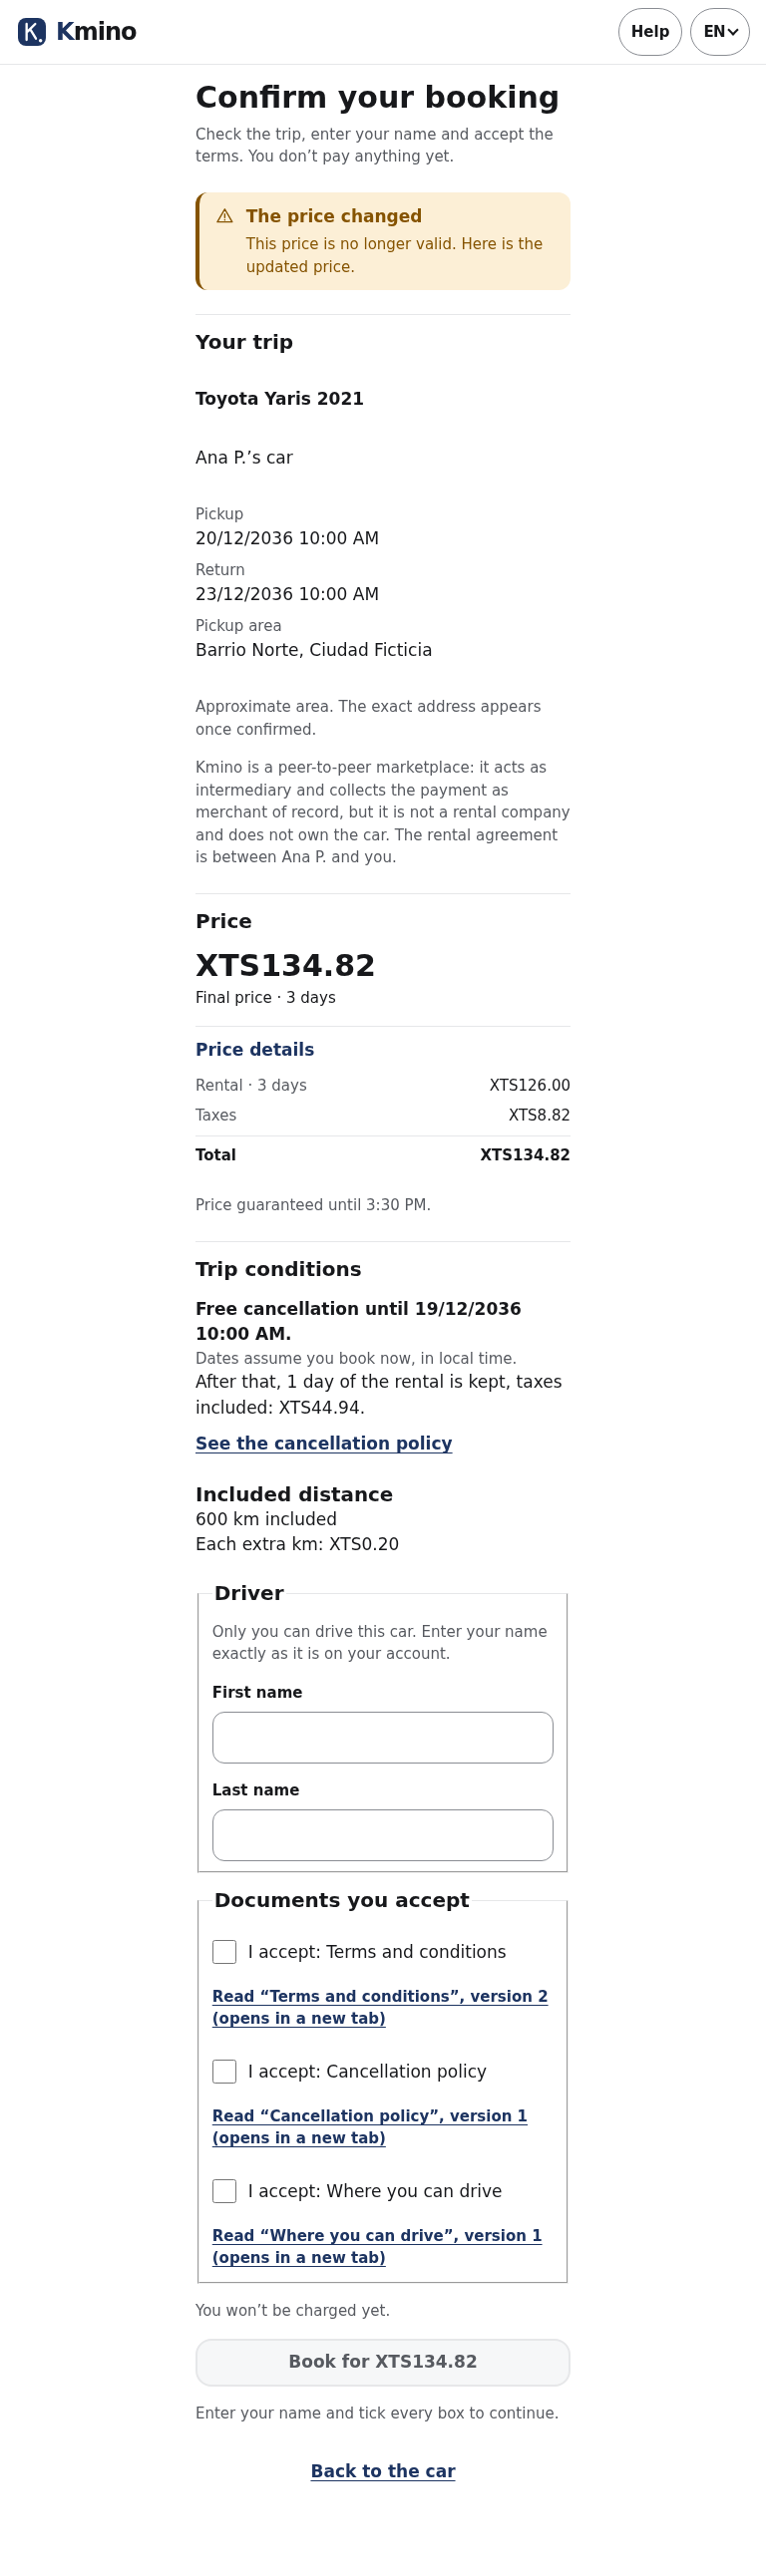 K. Kmino
Help
EN
Confirm your booking
Check the trip, enter your name and accept the
terms. You don’t pay anything yet.
The price changed
This price is no longer valid. Here is the
updated price.
Your trip
Toyota Yaris 2021
Ana P.’s car
Pickup
20/12/2036 10:00 AM
Return
23/12/2036 10:00 AM
Pickup area
Barrio Norte, Ciudad Ficticia
Approximate area. The exact address appears
once confirmed.
Kmino is a peer-to-peer marketplace: it acts as
intermediary and collects the payment as
merchant of record, but it is not a rental company
and does not own the car. The rental agreement
is between Ana P. and you.
Price
XTS134.82
Final price · 3 days
Price details
Rental · 3 days XTS126.00
Taxes XTS8.82
Total XTS134.82
Price guaranteed until 3:30 PM.
Trip conditions
Free cancellation until 19/12/2036
10:00 AM.
Dates assume you book now, in local time.
After that, 1 day of the rental is kept, taxes
included: XTS44.94.
See the cancellation policy
Included distance
600 km included
Each extra km: XTS0.20
Driver
Only you can drive this car. Enter your name
exactly as it is on your account.
First name
Last name
Documents you accept
I accept: Terms and conditions
Read “Terms and conditions”, version 2
(opens in a new tab)
I accept: Cancellation policy
Read “Cancellation policy”, version 1
(opens in a new tab)
I accept: Where you can drive
Read “Where you can drive”, version 1
(opens in a new tab)
You won’t be charged yet.
Book for XTS134.82
Enter your name and tick every box to continue.
Back to the car